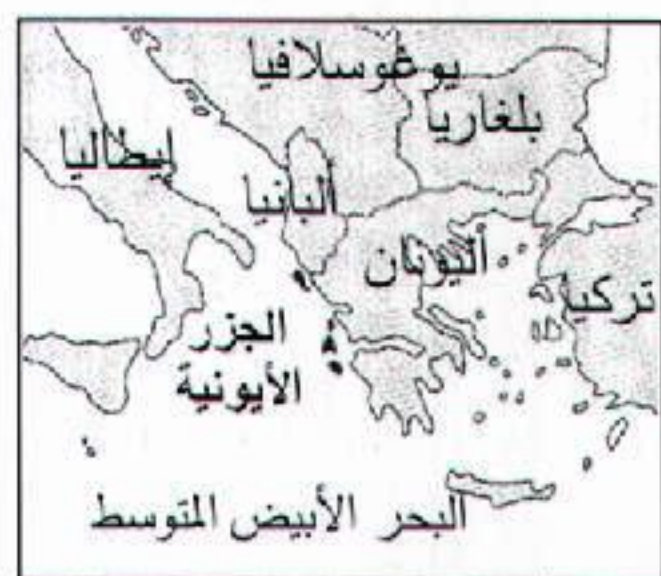 يوغوسلافيا
بلغاريا
إيطاليا
ألبانيا
اليونان
تركيا
الجزر
الأيونية
البحر الأبيض المتوسط